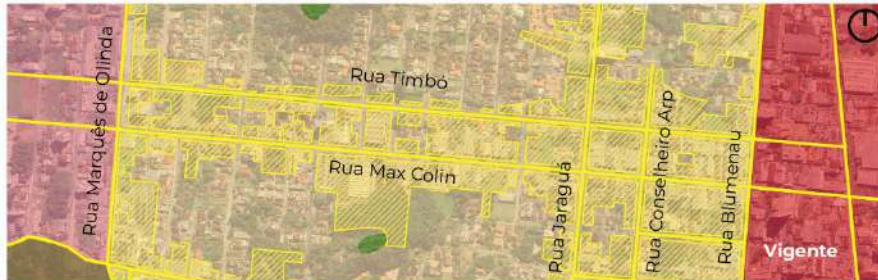 Rua Marquês de Olinda
Rua Timbó
Rua Max Colin
Rua Jaraguá
Rua Conselheiro Arp
Rua Blumenau
Vigente